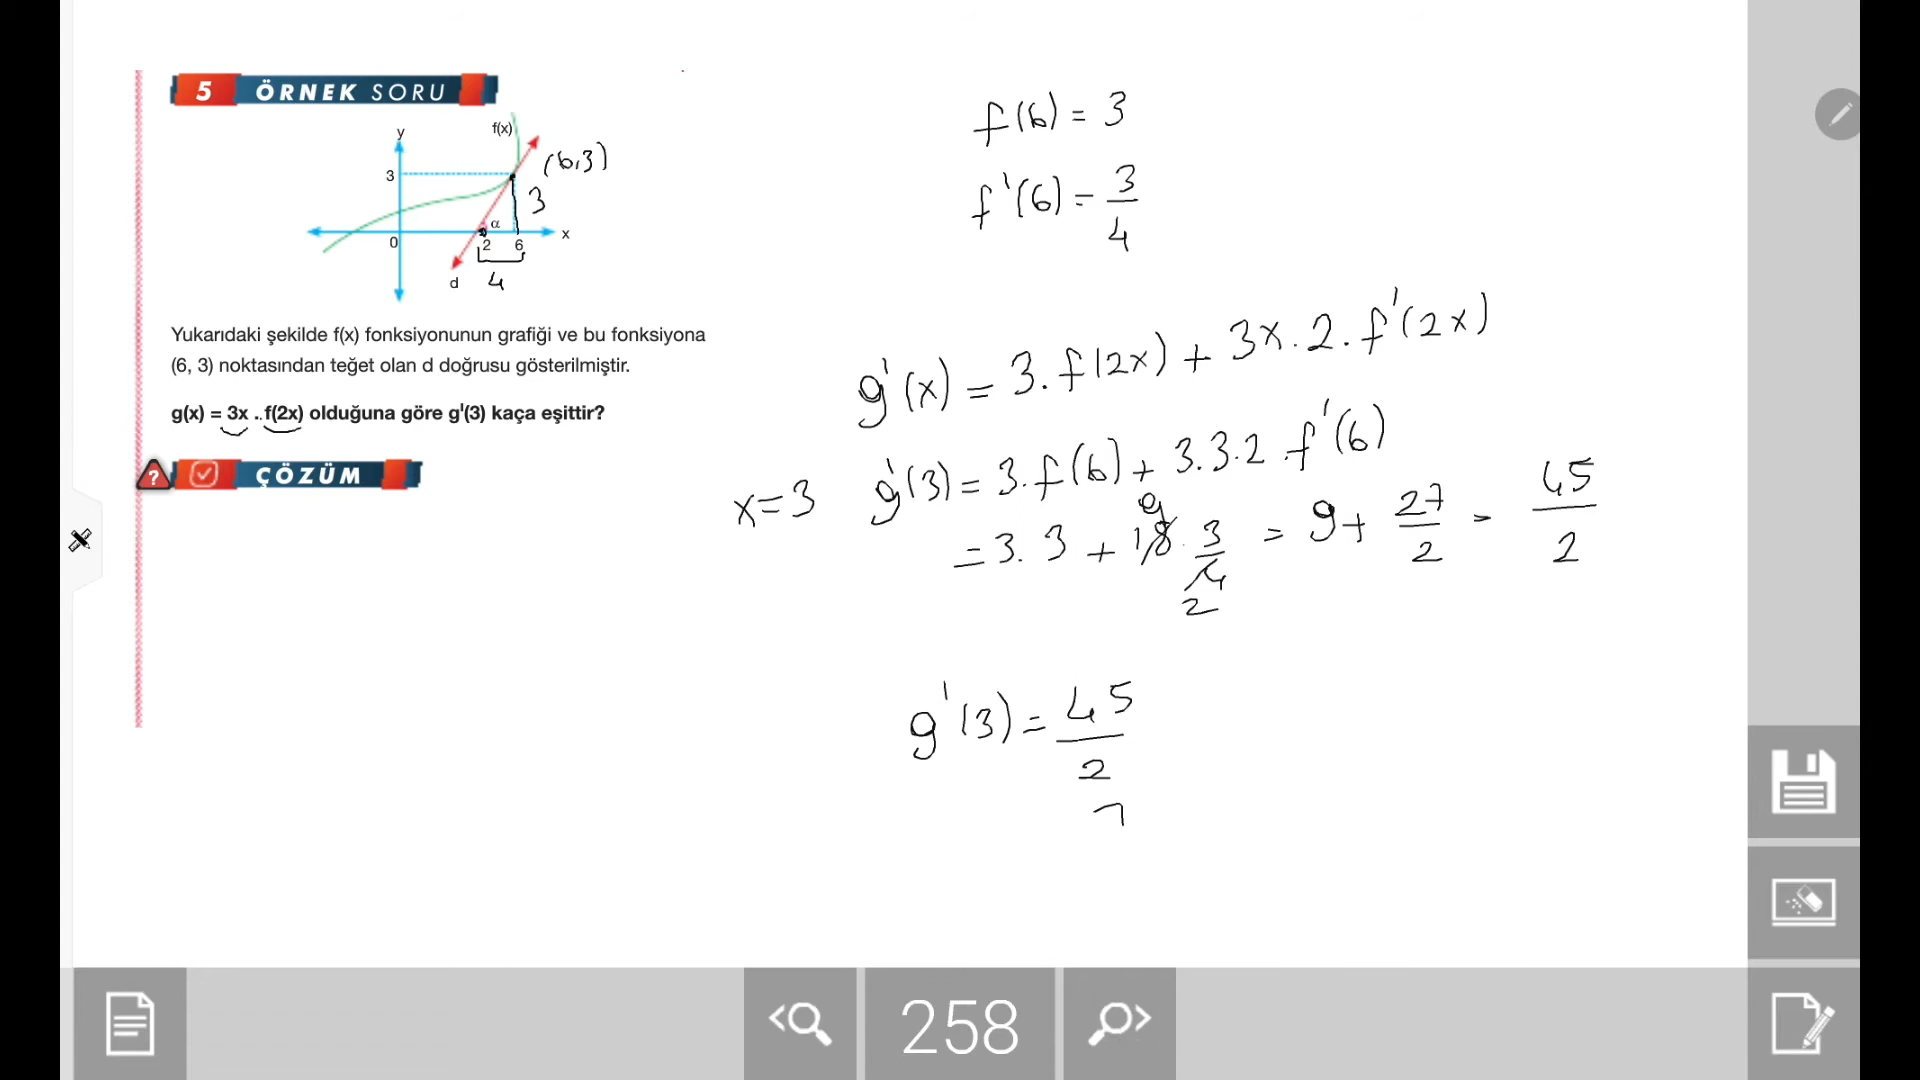 5 ÖRNEK SORU
y
f(x)
(6,3)
3
3
α
0
2
6
x
d
4
Yukarıdaki şekilde f(x) fonksiyonunun grafiği ve bu fonksiyona
(6, 3) noktasından teğet olan d doğrusu gösterilmiştir.
g(x) = 3x . f(2x) olduğuna göre g'(3) kaça eşittir?
? ÇÖZÜM
f(6) = 3
f'(6) = 3/4
g'(x) = 3.f(2x) + 3x.2.f'(2x)
x=3 g'(3) = 3.f(6) + 3.3.2.f'(6)
= 3.3 + 18 9 . 3/4 2 = 9 + 27/2 = 45/2
g'(3) = 45/2
258